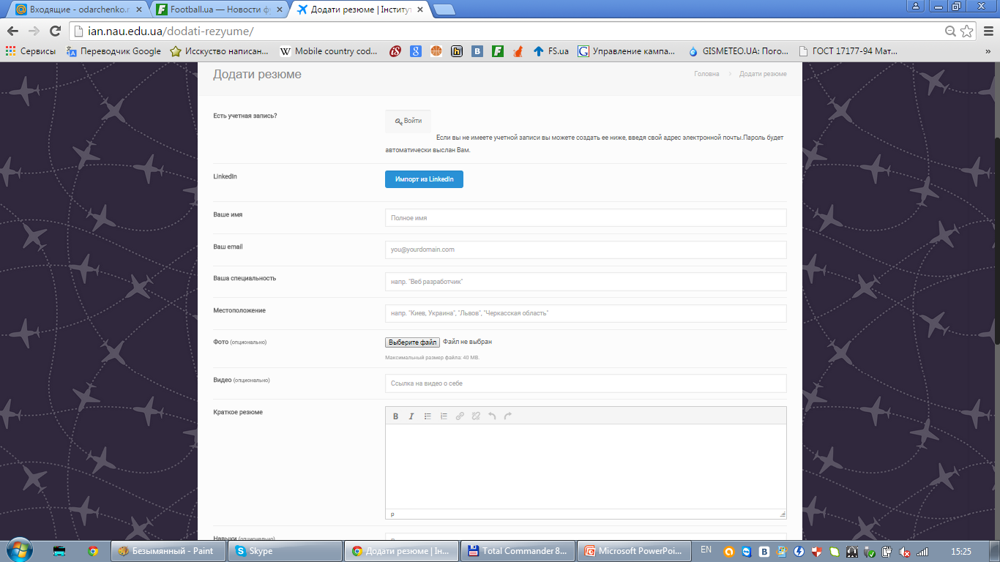 Входящие - odarchenko.r
Football.ua — Новости фу
Додати резюме | Інститут
ian.nau.edu.ua/dodati-rezyume/
Сервисы
Переводчик Google
Исскуство написан...
Mobile country cod...
FS.ua
Управление кампа...
GISMETEO.UA: Пого...
ГОСТ 17177-94 Мат...
»
Додати резюме
Головна › Додати резюме
Есть учетная запись?
Войти
Если вы не имеете учетной записи вы можете создать ее ниже, введя свой адрес электронной почты.Пароль будет
автоматически выслан Вам.
LinkedIn
Импорт из LinkedIn
Ваше имя
Полное имя
Ваш email
you@yourdomain.com
Ваша специальность
напр. "Веб разработчик"
Местоположение
напр. "Киев, Украина", "Львов", "Черкасская область"
Фото (опционально)
Выберите файл Файл не выбран
Максимальный размер файла: 40 MB.
Видео (опционально)
Ссылка на видео о себе
Краткое резюме
B I
p
Навыки (опционально)
Безымянный - Paint
Skype
Додати резюме | Ін...
Total Commander 8...
Microsoft PowerPoi...
EN
15:25